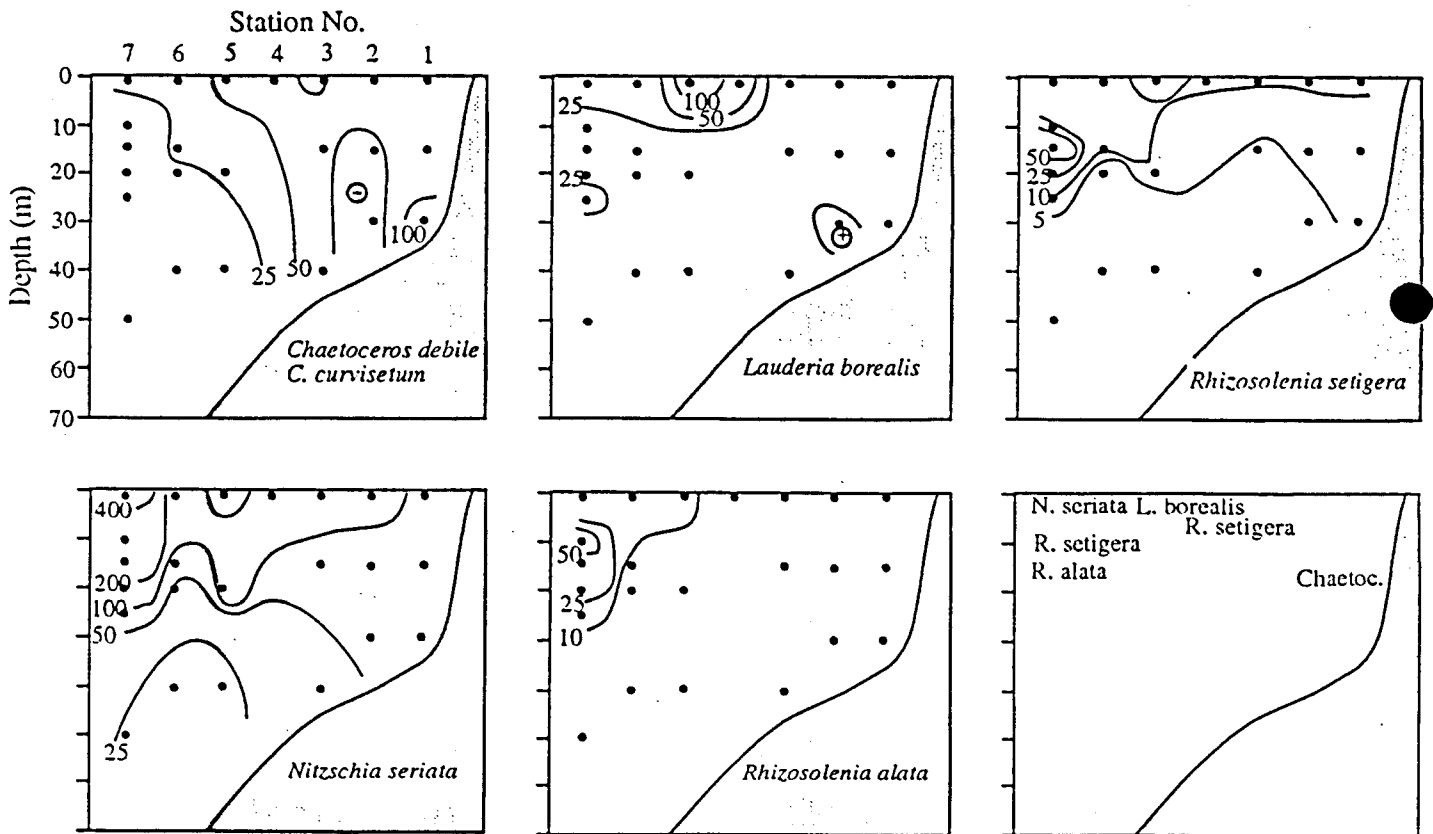 Station No.
7 6 5 4 3 2 1
Depth (m)
0
10
20
30
40
50
60
70
25
50
100
−
Chaetoceros debile
C. curvisetum
25
100
50
25
+
Lauderia borealis
50
25
10
5
Rhizosolenia setigera
400
200
100
50
25
Nitzschia seriata
50
25
10
Rhizosolenia alata
N. seriata L. borealis
R. setigera
R. setigera
R. alata
Chaetoc.